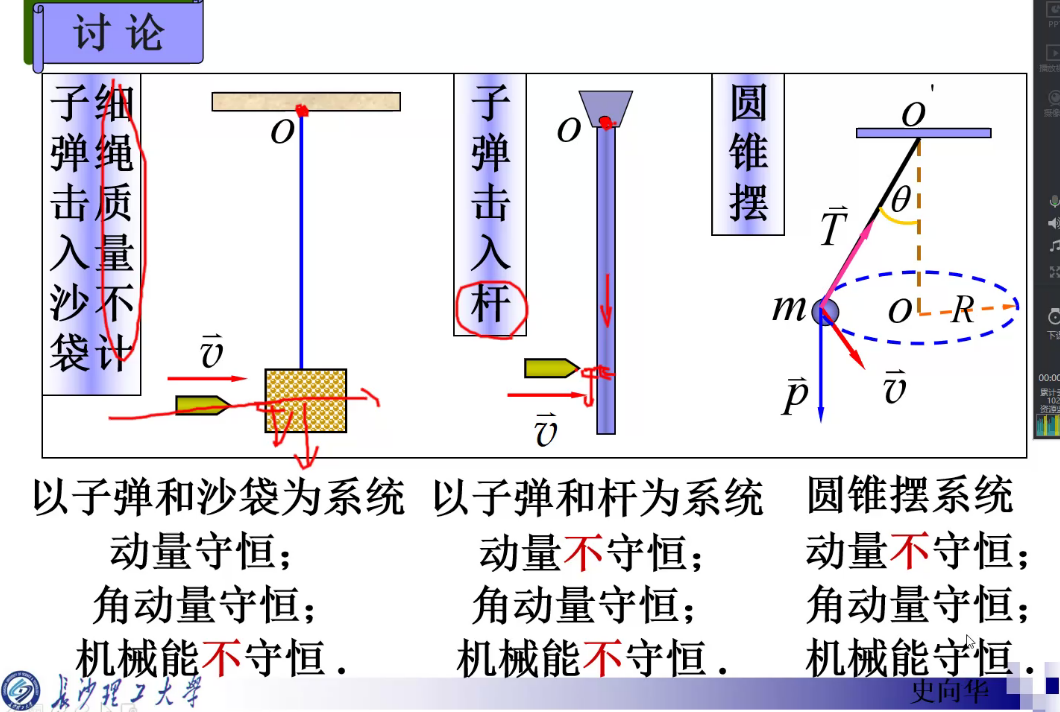 讨论
子弹击入沙袋
细绳质量不计
O
v
子弹击入杆
O
v
圆锥摆
O'
θ
T
m
O
R
p
v
以子弹和沙袋为系统
动量守恒；
角动量守恒；
机械能不守恒．
以子弹和杆为系统
动量不守恒；
角动量守恒；
机械能不守恒．
圆锥摆系统
动量不守恒；
角动量守恒；
机械能守恒．
长沙理工大学
史向华
00:00